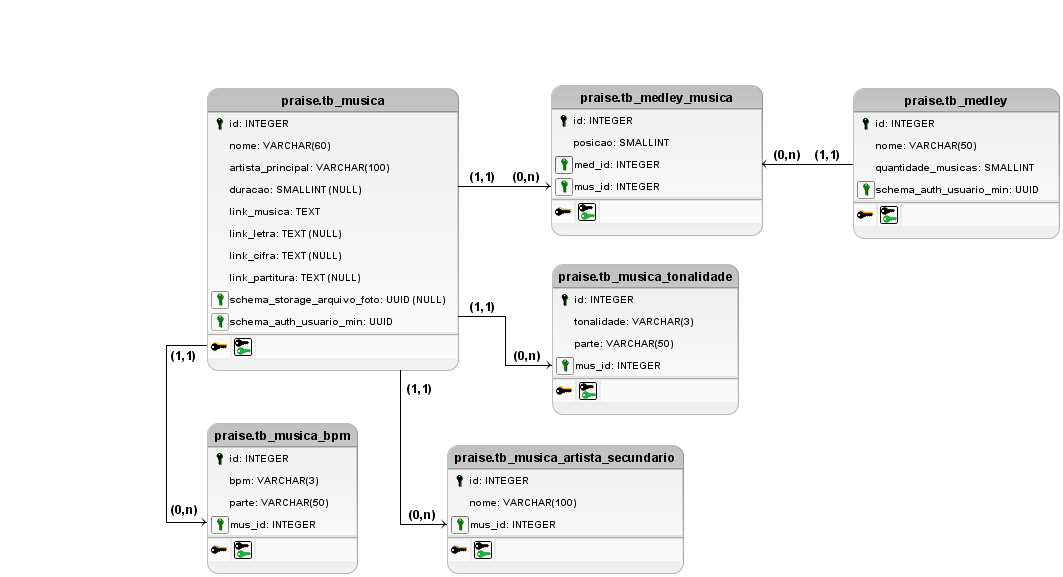 praise.tb_musica
id: INTEGER
nome: VARCHAR(60)
artista_principal: VARCHAR(100)
duracao: SMALLINT (NULL)
link_musica: TEXT
link_letra: TEXT (NULL)
link_cifra: TEXT (NULL)
link_partitura: TEXT (NULL)
schema_storage_arquivo_foto: UUID (NULL)
schema_auth_usuario_min: UUID
(1,1) (0,n)
praise.tb_medley_musica
id: INTEGER
posicao: SMALLINT
med_id: INTEGER
mus_id: INTEGER
(0,n) (1,1)
praise.tb_medley
id: INTEGER
nome: VARCHAR(50)
quantidade_musicas: SMALLINT
schema_auth_usuario_min: UUID
(1,1)
(0,n)
praise.tb_musica_tonalidade
id: INTEGER
tonalidade: VARCHAR(3)
parte: VARCHAR(50)
mus_id: INTEGER
(1,1)
(0,n)
praise.tb_musica_bpm
id: INTEGER
bpm: VARCHAR(3)
parte: VARCHAR(50)
mus_id: INTEGER
(1,1)
(0,n)
praise.tb_musica_artista_secundario
id: INTEGER
nome: VARCHAR(100)
mus_id: INTEGER